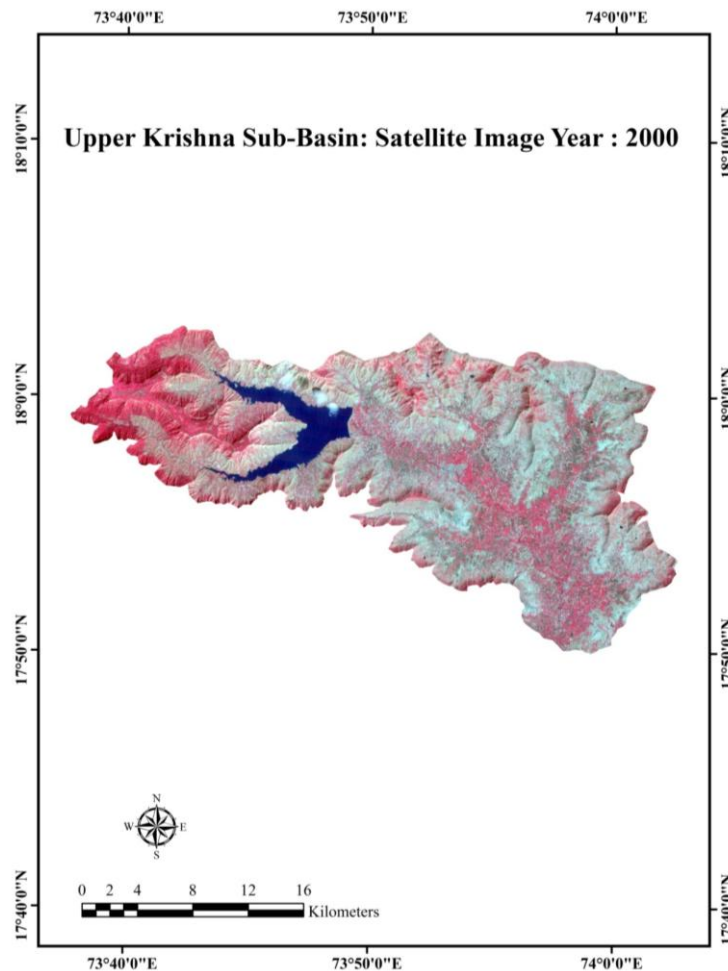 73°40'0"E 73°50'0"E 74°0'0"E
18°10'0"N 18°10'0"N
Upper Krishna Sub-Basin: Satellite Image Year : 2000
18°0'0"N 18°0'0"N
17°50'0"N 17°50'0"N
N
W E
S
0 2 4 8 12 16
Kilometers
17°40'0"N 17°40'0"N
73°40'0"E 73°50'0"E 74°0'0"E